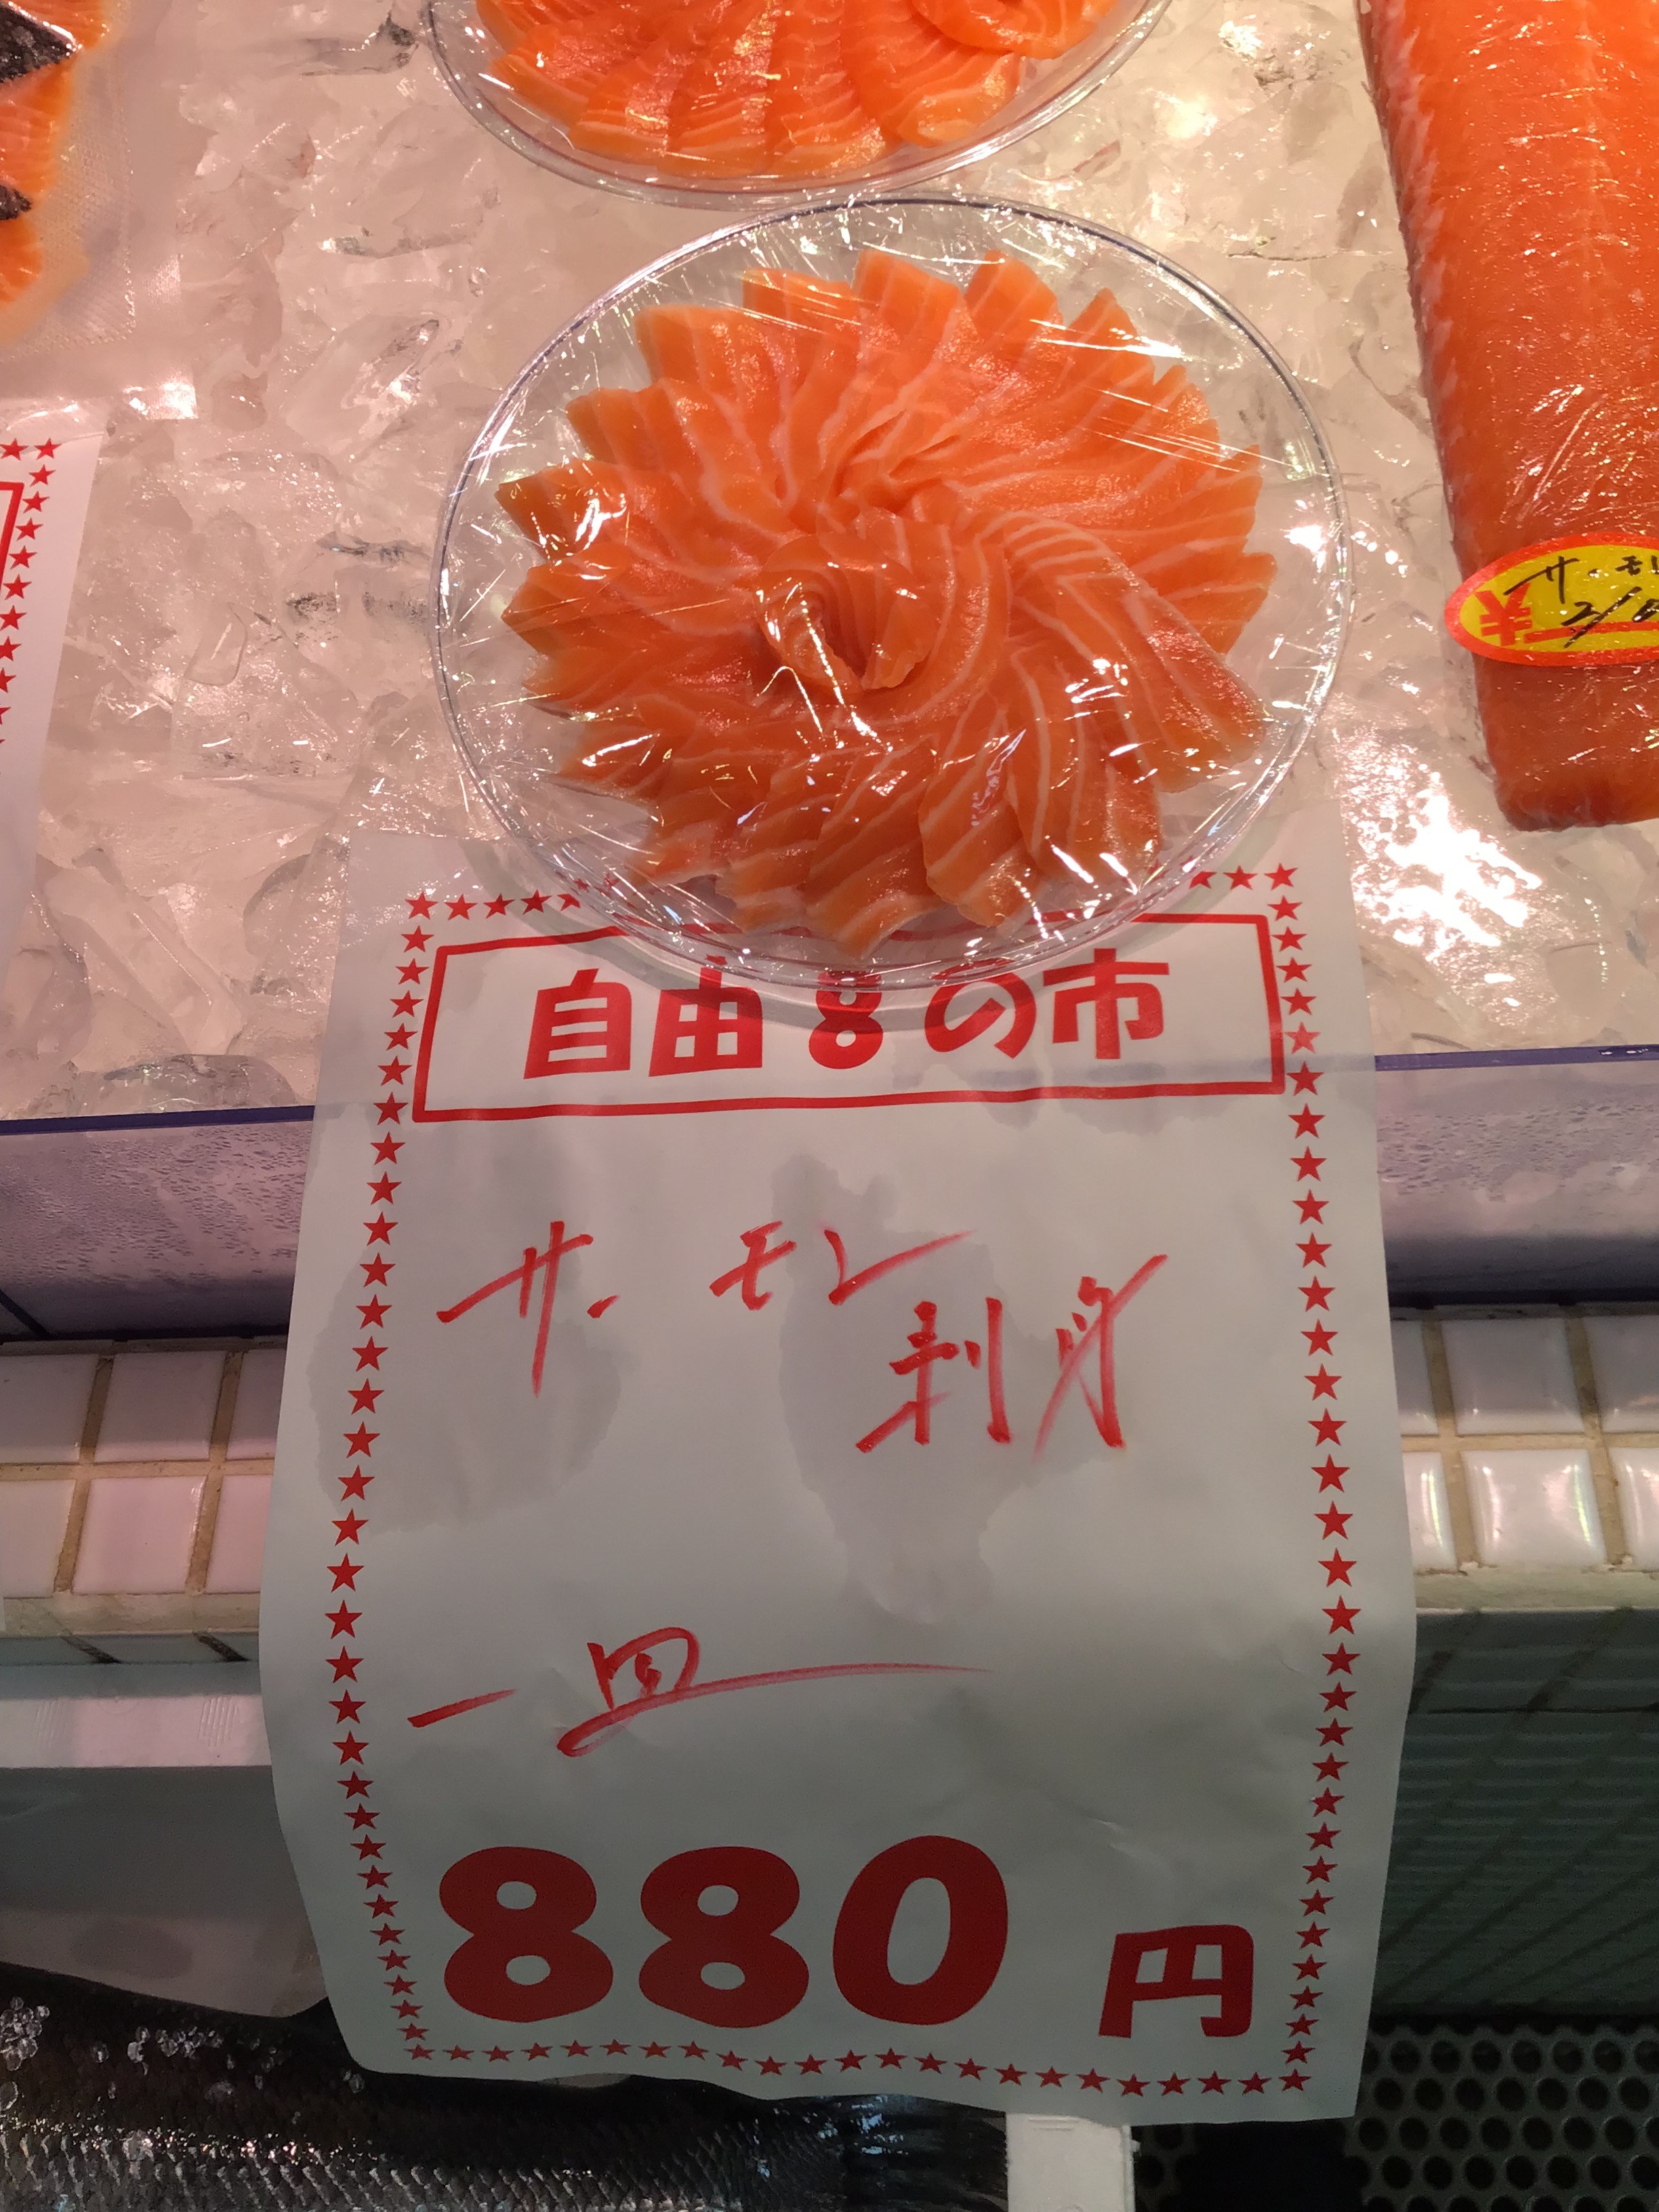 自由8の市
サーモン
刺身
一皿
880円